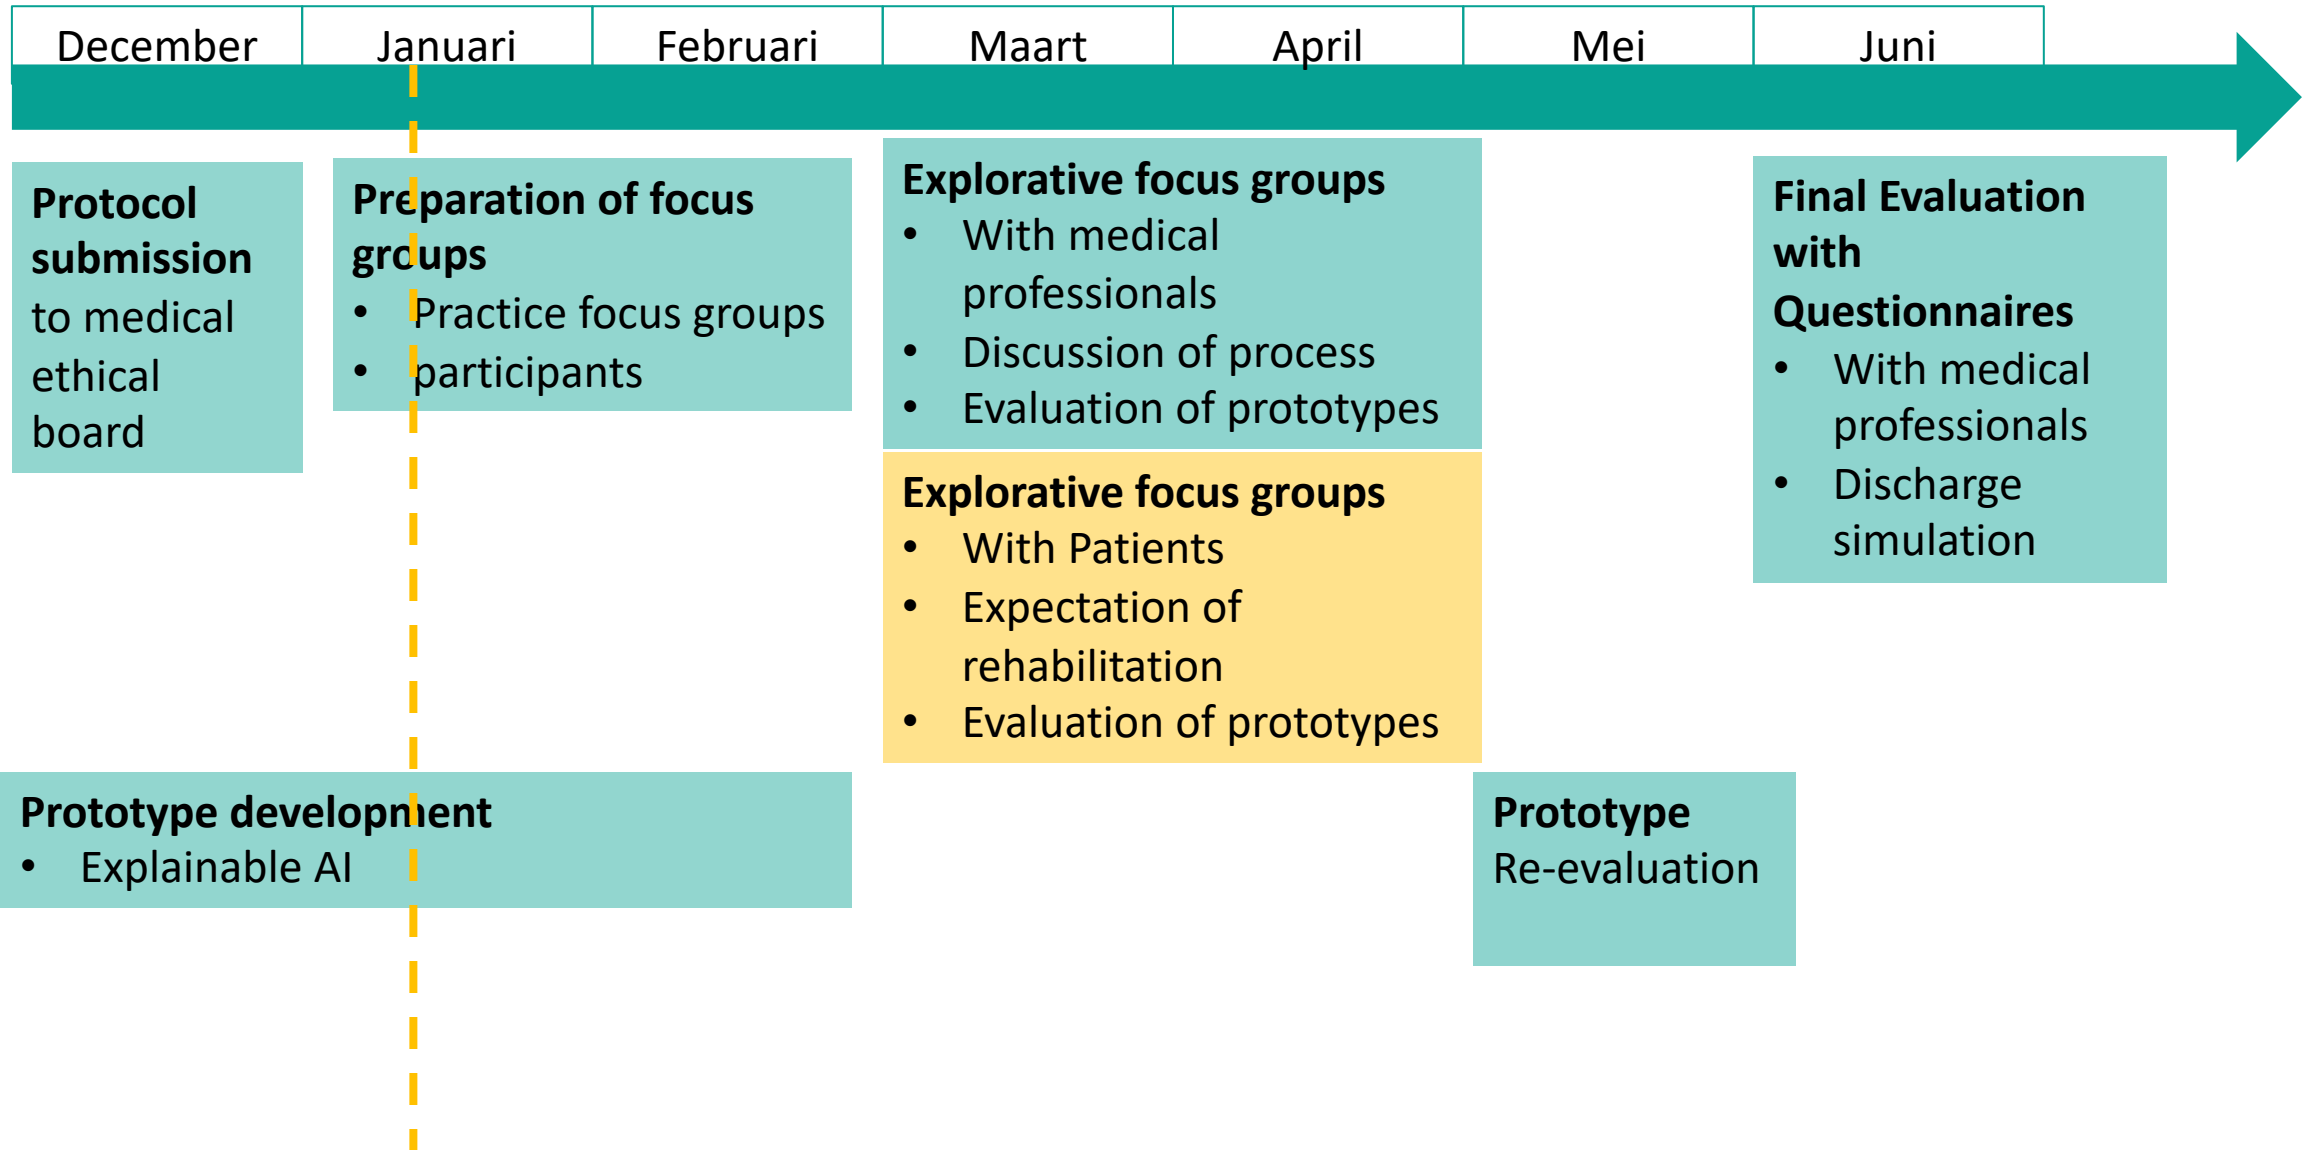 December
Januari
Februari
Maart
April
Mei
Juni
Protocol
submission
to medical
ethical
board
Preparation of focus
groups
• Practice focus groups
• participants
Explorative focus groups
• With medical
professionals
• Discussion of process
• Evaluation of prototypes
Explorative focus groups
• With Patients
• Expectation of
rehabilitation
• Evaluation of prototypes
Final Evaluation
with
Questionnaires
• With medical
professionals
• Discharge
simulation
Prototype development
• Explainable AI
Prototype
Re-evaluation